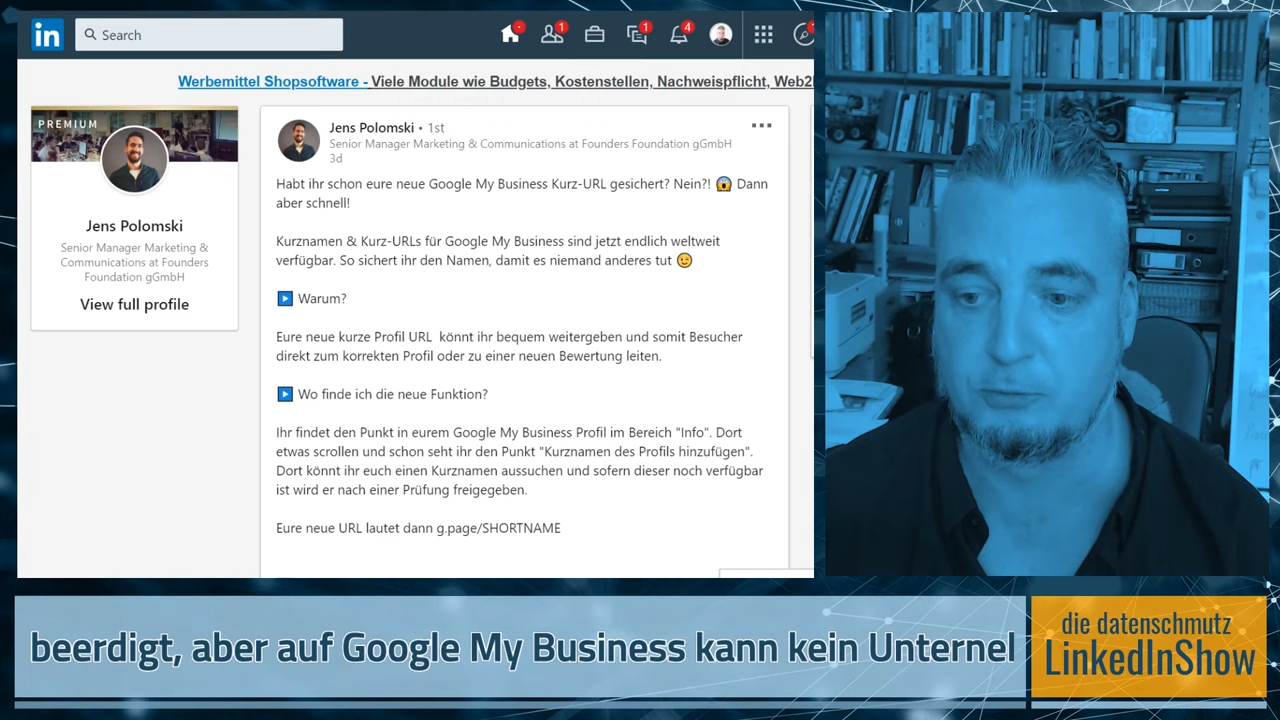 in
Search
1
1
4
Werbemittel Shopsoftware - Viele Module wie Budgets, Kostenstellen, Nachweispflicht,
PREMIUM
Jens Polomski
Senior Manager Marketing &
Communications at Founders
Foundation gGmbH
View full profile
Jens Polomski • 1st
Senior Manager Marketing & Communications at Founders Foundation gGmbH
3d
Habt ihr schon eure neue Google My Business Kurz-URL gesichert? Nein?! 😱 Dann
aber schnell!
Kurznamen & Kurz-URLs für Google My Business sind jetzt endlich weltweit
verfügbar. So sichert ihr den Namen, damit es niemand anderes tut 😉
▶️ Warum?
Eure neue kurze Profil URL könnt ihr bequem weitergeben und somit Besucher
direkt zum korrekten Profil oder zu einer neuen Bewertung leiten.
▶️ Wo finde ich die neue Funktion?
Ihr findet den Punkt in eurem Google My Business Profil im Bereich "Info". Dort
etwas scrollen und schon seht ihr den Punkt "Kurznamen des Profils hinzufügen".
Dort könnt ihr euch einen Kurznamen aussuchen und sofern dieser noch verfügbar
ist wird er nach einer Prüfung freigegeben.
Eure neue URL lautet dann g.page/SHORTNAME
beerdigt, aber auf Google My Business kann kein Unternel
die datenschmutz
LinkedInShow